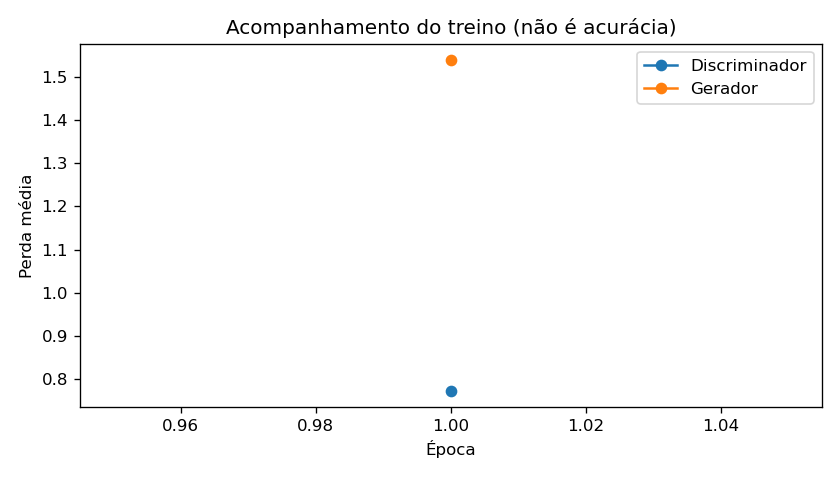 Acompanhamento do treino (não é acurácia)
Discriminador
Gerador
Perda média
1.5
1.4
1.3
1.2
1.1
1.0
0.9
0.8
0.96
0.98
1.00
1.02
1.04
Época